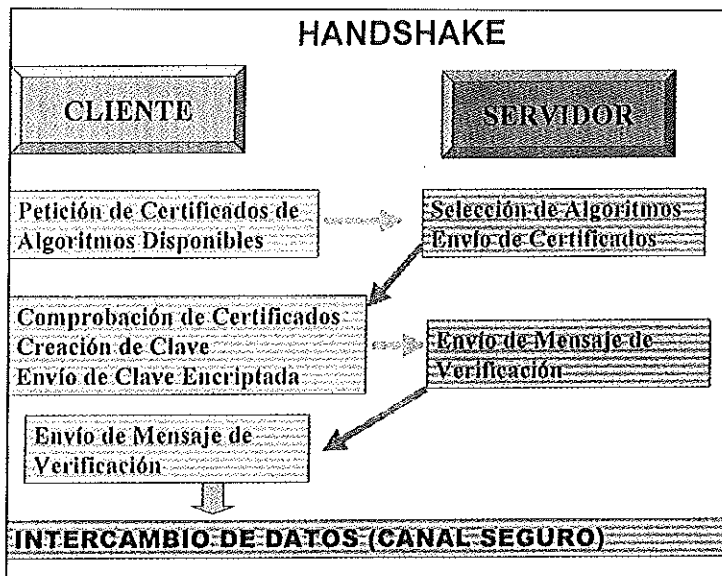 HANDSHAKE
CLIENTE
SERVIDOR
Petición de Certificados de
Algoritmos Disponibles
Selección de Algoritmos
Envío de Certificados
Comprobación de Certificados
Creación de Clave
Envío de Clave Encriptada
Envío de Mensaje de
Verificación
Envío de Mensaje de
Verificación
INTERCAMBIO DE DATOS (CANAL SEGURO)